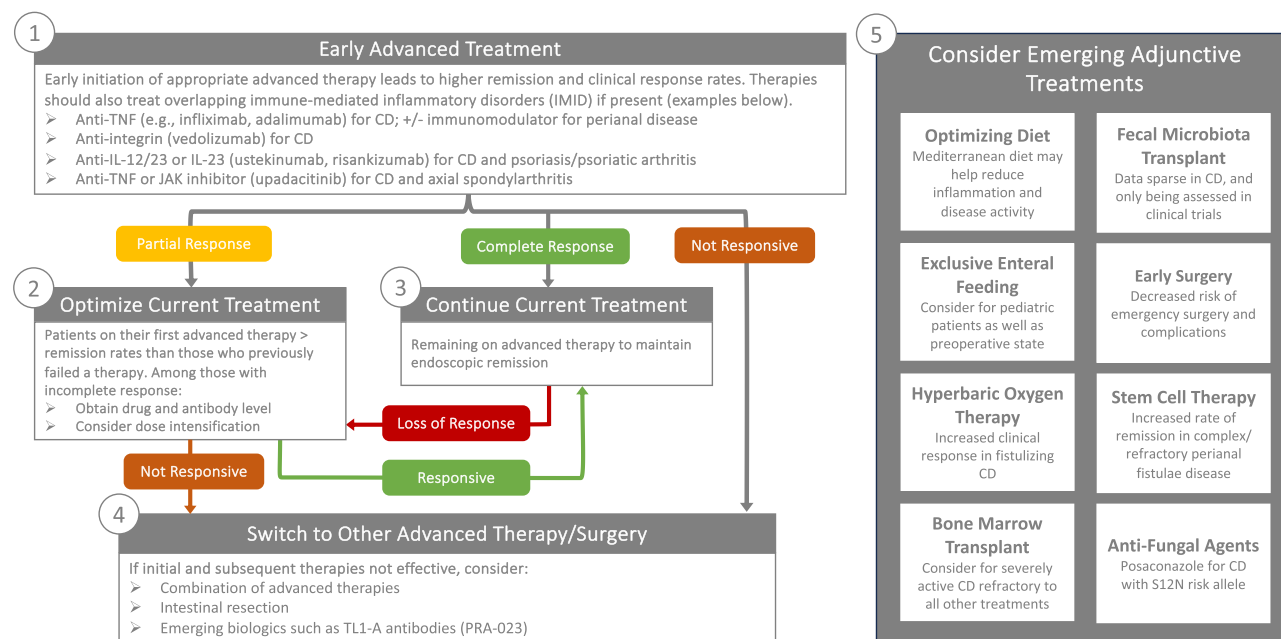 1
Early Advanced Treatment
Early initiation of appropriate advanced therapy leads to higher remission and clinical response rates. Therapies
should also treat overlapping immune-mediated inflammatory disorders (IMID) if present (examples below).
➢ Anti-TNF (e.g., infliximab, adalimumab) for CD; +/- immunomodulator for perianal disease
➢ Anti-integrin (vedolizumab) for CD
➢ Anti-IL-12/23 or IL-23 (ustekinumab, risankizumab) for CD and psoriasis/psoriatic arthritis
➢ Anti-TNF or JAK inhibitor (upadacitinib) for CD and axial spondylarthritis
Partial Response
Complete Response
Not Responsive
2
Optimize Current Treatment
Patients on their first advanced therapy >
remission rates than those who previously
failed a therapy. Among those with
incomplete response:
➢ Obtain drug and antibody level
➢ Consider dose intensification
3
Continue Current Treatment
Remaining on advanced therapy to maintain
endoscopic remission
Loss of Response
Not Responsive
Responsive
4
Switch to Other Advanced Therapy/Surgery
If initial and subsequent therapies not effective, consider:
➢ Combination of advanced therapies
➢ Intestinal resection
➢ Emerging biologics such as TL1-A antibodies (PRA-023)
5
Consider Emerging Adjunctive
Treatments
Optimizing Diet
Mediterranean diet may
help reduce
inflammation and
disease activity
Fecal Microbiota
Transplant
Data sparse in CD, and
only being assessed in
clinical trials
Exclusive Enteral
Feeding
Consider for pediatric
patients as well as
preoperative state
Early Surgery
Decreased risk of
emergency surgery and
complications
Hyperbaric Oxygen
Therapy
Increased clinical
response in fistulizing
CD
Stem Cell Therapy
Increased rate of
remission in complex/
refractory perianal
fistulae disease
Bone Marrow
Transplant
Consider for severely
active CD refractory to
all other treatments
Anti-Fungal Agents
Posaconazole for CD
with S12N risk allele